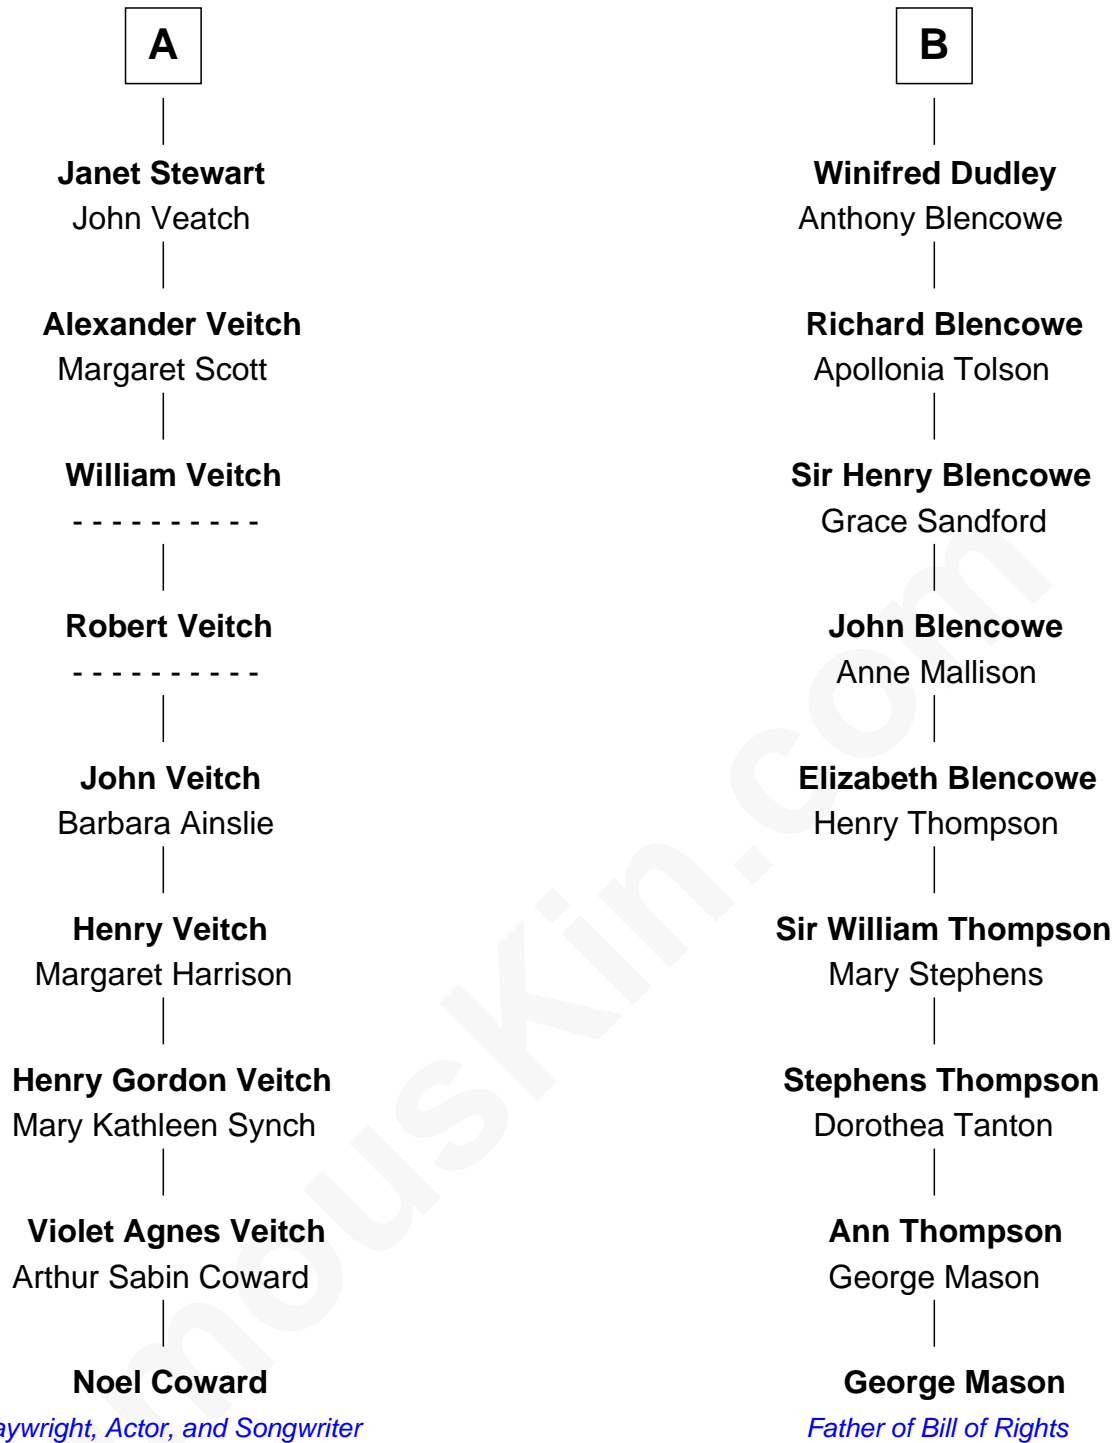 A
Janet Stewart
John Veatch
Alexander Veitch
Margaret Scott
William Veitch
- - - - - - - - - -
Robert Veitch
- - - - - - - - - -
John Veitch
Barbara Ainslie
Henry Veitch
Margaret Harrison
Henry Gordon Veitch
Mary Kathleen Synch
Violet Agnes Veitch
Arthur Sabin Coward
Noel Coward
aywright, Actor, and Songwriter
B
Winifred Dudley
Anthony Blencowe
Richard Blencowe
Apollonia Tolson
Sir Henry Blencowe
Grace Sandford
John Blencowe
Anne Mallison
Elizabeth Blencowe
Henry Thompson
Sir William Thompson
Mary Stephens
Stephens Thompson
Dorothea Tanton
Ann Thompson
George Mason
George Mason
Father of Bill of Rights
mousKin.com